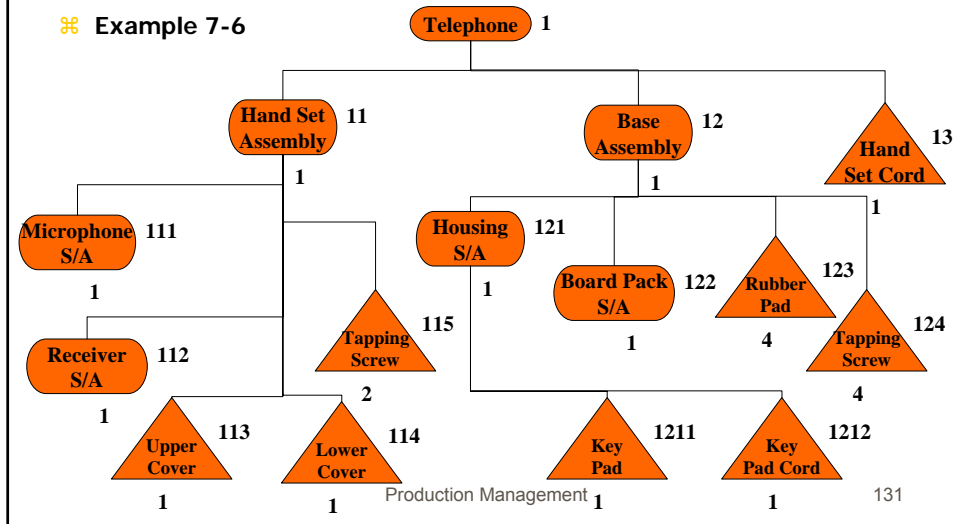 ⌘ Example 7-6
Telephone 1
Hand Set
Assembly
11
1
Base
Assembly
12
1
Hand
Set Cord
13
1
Microphone
S/A
111
1
Housing
S/A
121
1
Board Pack
S/A
122
1
Rubber
Pad
123
4
Tapping
Screw
124
4
Receiver
S/A
112
1
Tapping
Screw
115
2
Upper
Cover
113
1
Lower
Cover
114
1
Key
Pad
1211
1
Key
Pad Cord
1212
1
Production Management 131